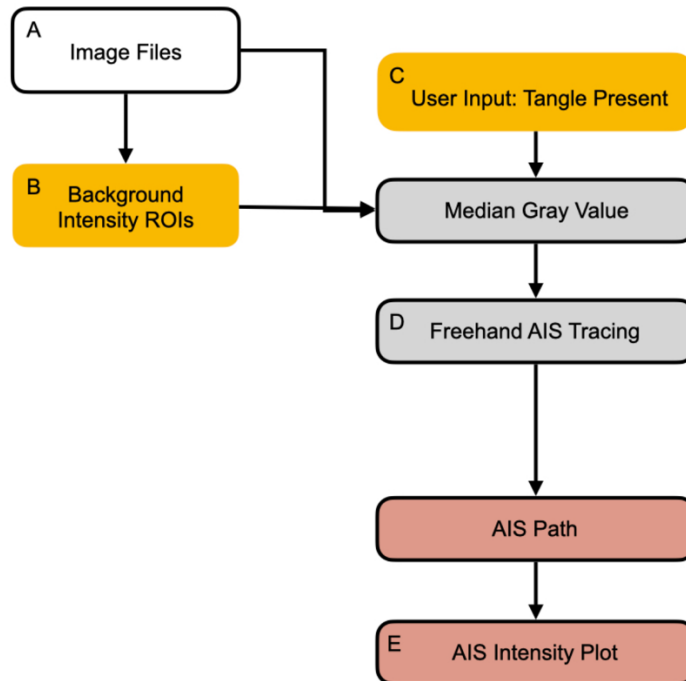 A
Image Files
C
User Input: Tangle Present
B
Background
Intensity ROIs
Median Gray Value
D
Freehand AIS Tracing
AIS Path
E
AIS Intensity Plot